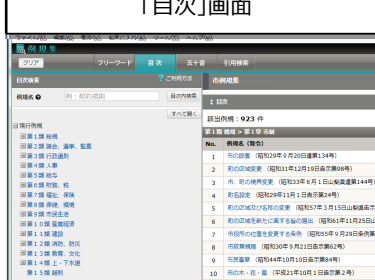 「目次」画面
例規集
クリア
フリーワード 目次 五十音 引用検索
目次検索 ご利用方法
例規名 例：契約規則 目次内検索
すべて開く
現行例規
第1類 総規
第2類 議会、選挙、監査
第3類 行政通則
第4類 人事
第5類 給与
第6類 財務、税
第7類 福祉、保険
第8類 保健、環境
第9類 市民生活
第10類 産業経済
第11類 建設
第12類 消防、防災
第13類 教育、文化
第14類 上・下水道
第15類 雑則
市例規集
目次
該当例規：923 件
第1類 総規 > 第1章 市制
No. 例規名（発令）
1 市の設置 （昭和29年9月20日達第134号）
2 町の区域変更 （昭和31年12月19日告示第98号）
3 市、町の境界変更 （昭和33年8月1日山梨県達第144号）
4 町名設定 （昭和29年11月1日告示第24号）
5 町の区域及び名称の変更 （昭和57年3月15日山梨県告示
6 町の区域を新たに画する旨の届出 （昭和61年11月25日山
7 市役所の位置を変更する条例 （昭和55年9月29日条例第
8 市紋章規程 （昭和30年9月21日告示第62号）
9 市民憲章 （昭和44年10月10日告示第84号）
10 市の木・花・鳥 （平成21年10月1日告示第2号）